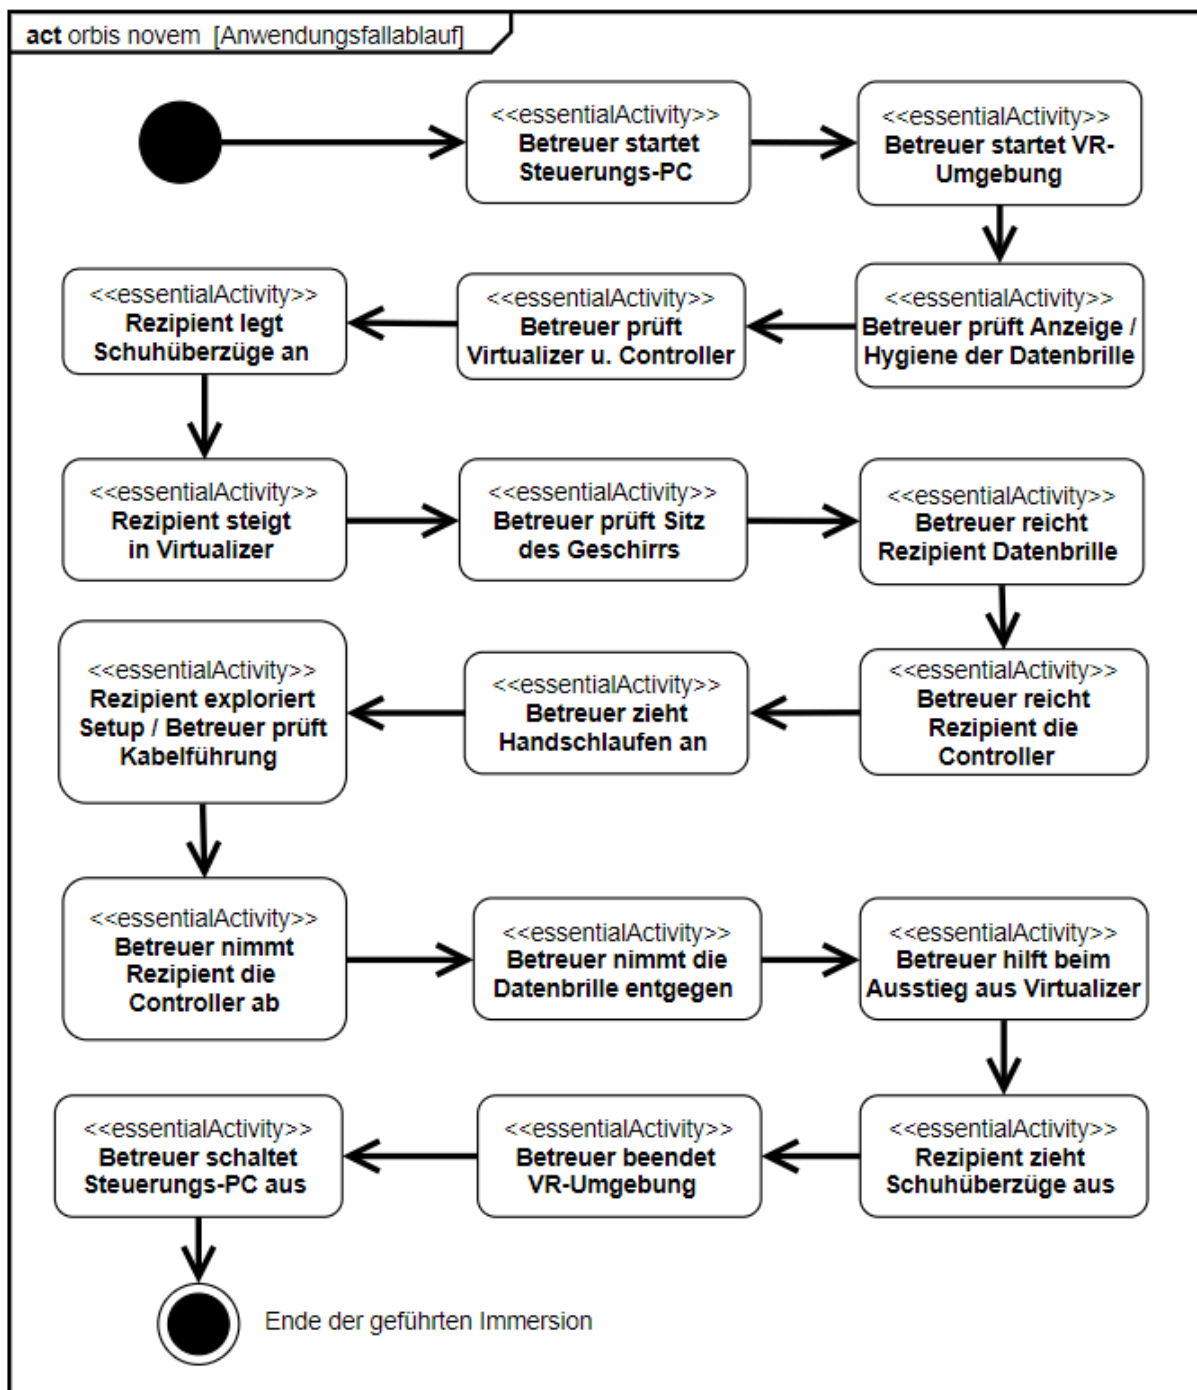 act orbis novem [Anwendungsfallablauf]
<<essentialActivity>>
Betreuer startet
Steuerungs-PC
<<essentialActivity>>
Betreuer startet VR-
Umgebung
<<essentialActivity>>
Betreuer prüft Anzeige /
Hygiene der Datenbrille
<<essentialActivity>>
Betreuer prüft
Virtualizer u. Controller
<<essentialActivity>>
Rezipient legt
Schuhüberzüge an
<<essentialActivity>>
Rezipient steigt
in Virtualizer
<<essentialActivity>>
Betreuer prüft Sitz
des Geschirrs
<<essentialActivity>>
Betreuer reicht
Rezipient Datenbrille
<<essentialActivity>>
Betreuer reicht
Rezipient die
Controller
<<essentialActivity>>
Betreuer zieht
Handschlaufen an
<<essentialActivity>>
Rezipient exploriert
Setup / Betreuer prüft
Kabelführung
<<essentialActivity>>
Betreuer nimmt
Rezipient die
Controller ab
<<essentialActivity>>
Betreuer nimmt die
Datenbrille entgegen
<<essentialActivity>>
Betreuer hilft beim
Ausstieg aus Virtualizer
<<essentialActivity>>
Rezipient zieht
Schuhüberzüge aus
<<essentialActivity>>
Betreuer beendet
VR-Umgebung
<<essentialActivity>>
Betreuer schaltet
Steuerungs-PC aus
Ende der geführten Immersion